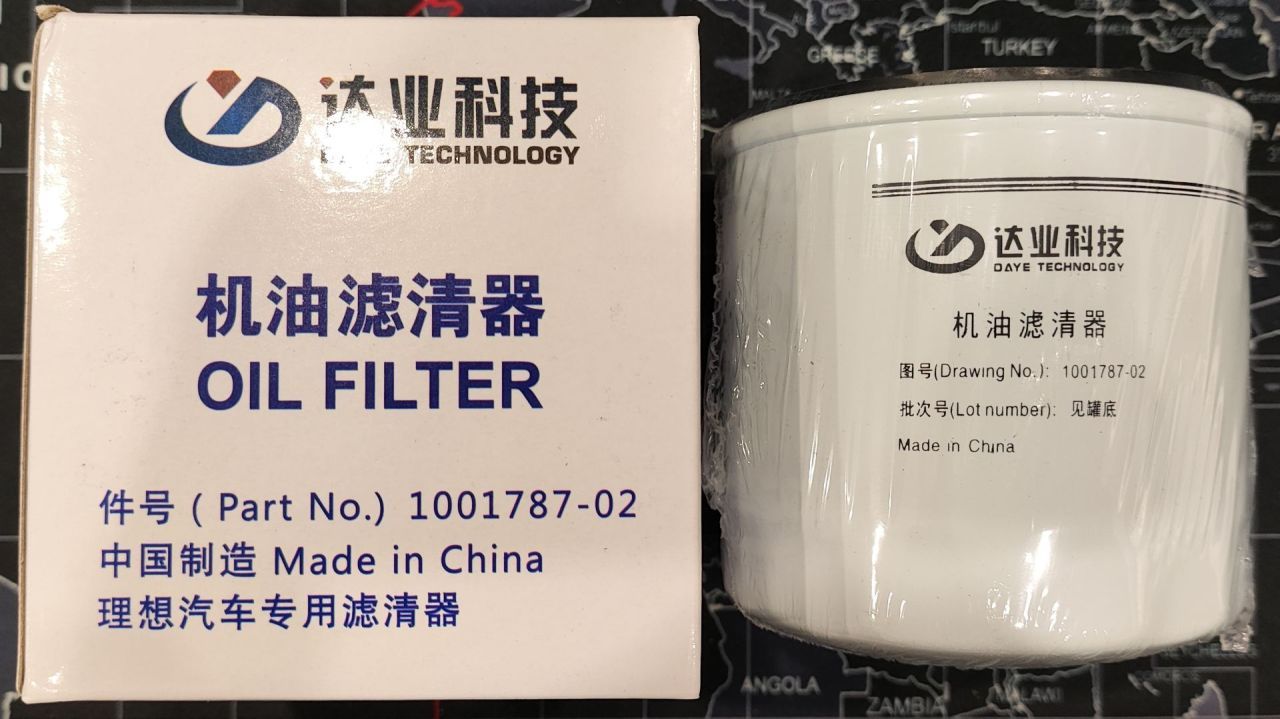 达业科技
DAYE TECHNOLOGY
机油滤清器
OIL FILTER
件号 ( Part No.) 1001787-02
中国制造 Made in China
理想汽车专用滤清器
达业科技
DAYE TECHNOLOGY
机油滤清器
图号(Drawing No.): 1001787-02
批次号(Lot number): 见罐底
Made in China
GREECE
TURKEY
ANGOLA
ZAMBIA
MALAWI